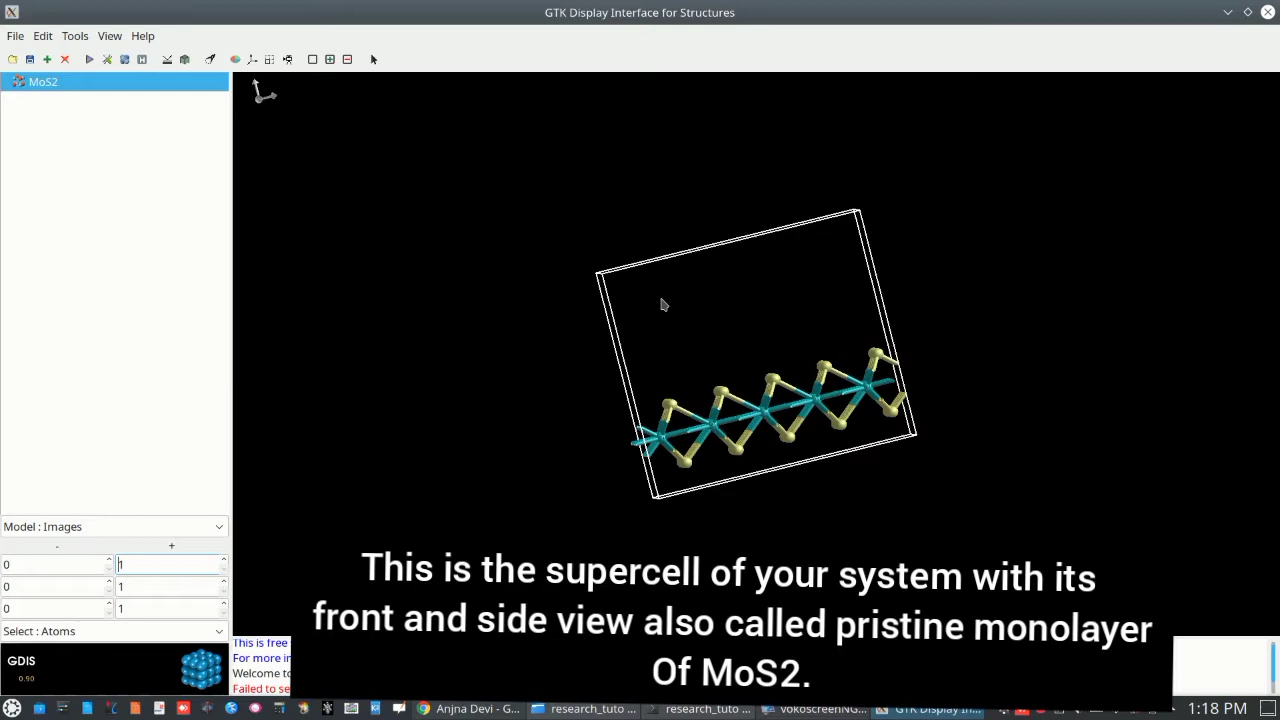 GTK Display Interface for Structures
File Edit Tools View Help
MoS2
Model : Images
- +
0 1
0 1
0 1
Select : Atoms
GDIS
0.90
This is free
For more in
Welcome to
Failed to se
This is the supercell of your system with its
front and side view also called pristine monolayer
Of MoS2.
Anjna Devi - G... research_tuto ... research_tuto ... vokoscreenNG... GTK Display In... 1:18 PM